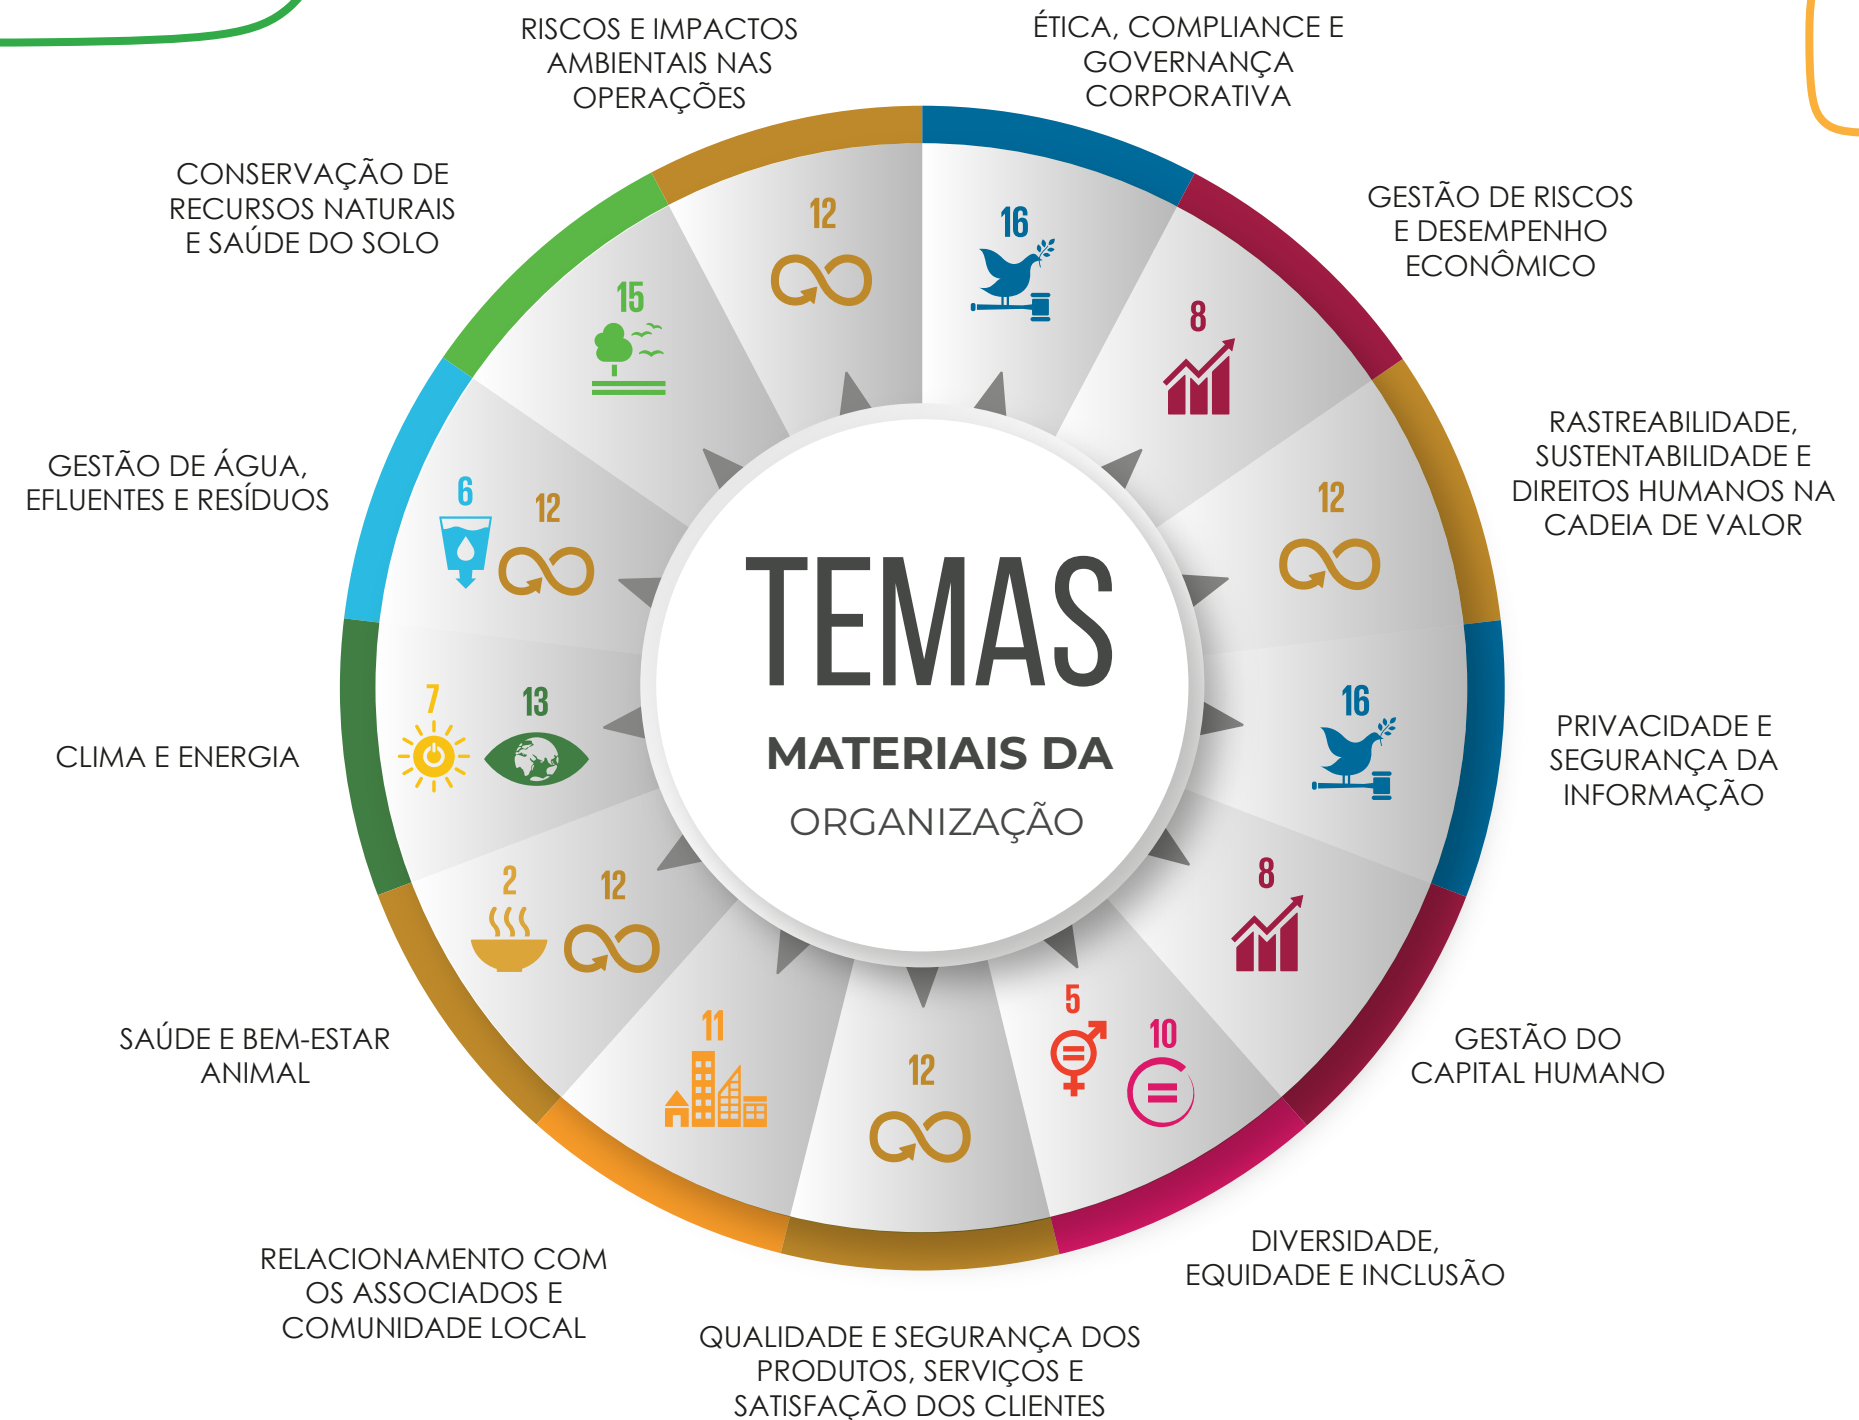 RISCOS E IMPACTOS
AMBIENTAIS NAS
OPERAÇÕES
ÉTICA, COMPLIANCE E
GOVERNANÇA
CORPORATIVA
CONSERVAÇÃO DE
RECURSOS NATURAIS
E SAÚDE DO SOLO
GESTÃO DE RISCOS
E DESEMPENHO
ECONÔMICO
12
16
15
8
GESTÃO DE ÁGUA,
EFLUENTES E RESÍDUOS
6
12
12
RASTREABILIDADE,
SUSTENTABILIDADE E
DIREITOS HUMANOS NA
CADEIA DE VALOR
TEMAS
MATERIAIS DA
ORGANIZAÇÃO
CLIMA E ENERGIA
7
13
16
PRIVACIDADE E
SEGURANÇA DA
INFORMAÇÃO
2
12
8
SAÚDE E BEM-ESTAR
ANIMAL
11
12
5
10
GESTÃO DO
CAPITAL HUMANO
RELACIONAMENTO COM
OS ASSOCIADOS E
COMUNIDADE LOCAL
DIVERSIDADE,
EQUIDADE E INCLUSÃO
QUALIDADE E SEGURANÇA DOS
PRODUTOS, SERVIÇOS E
SATISFAÇÃO DOS CLIENTES